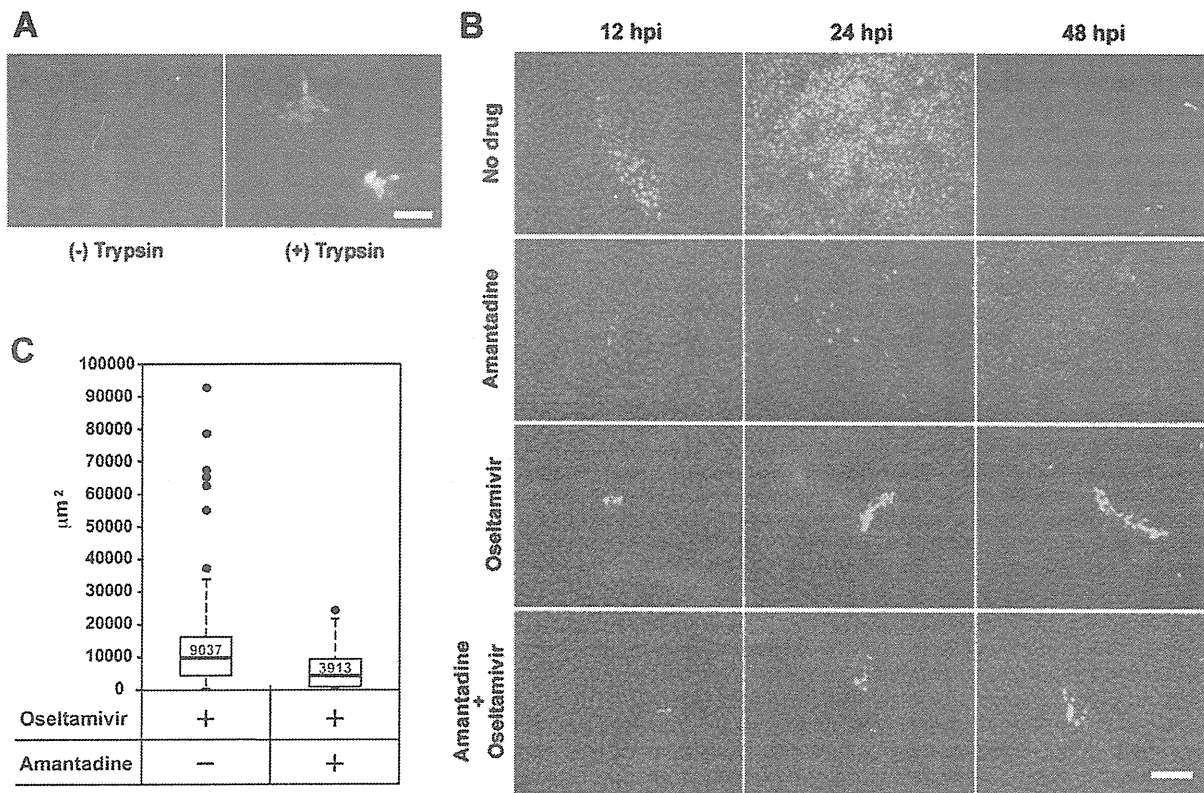 A
(-) Trypsin
(+) Trypsin
B
12 hpi
24 hpi
48 hpi
No drug
Amantadine
Oseltamivir
Amantadine
+
Oseltamivir
C
100000
90000
80000
70000
60000
50000
40000
30000
20000
10000
0
μm²
9037
3913
Oseltamivir + +
Amantadine − +